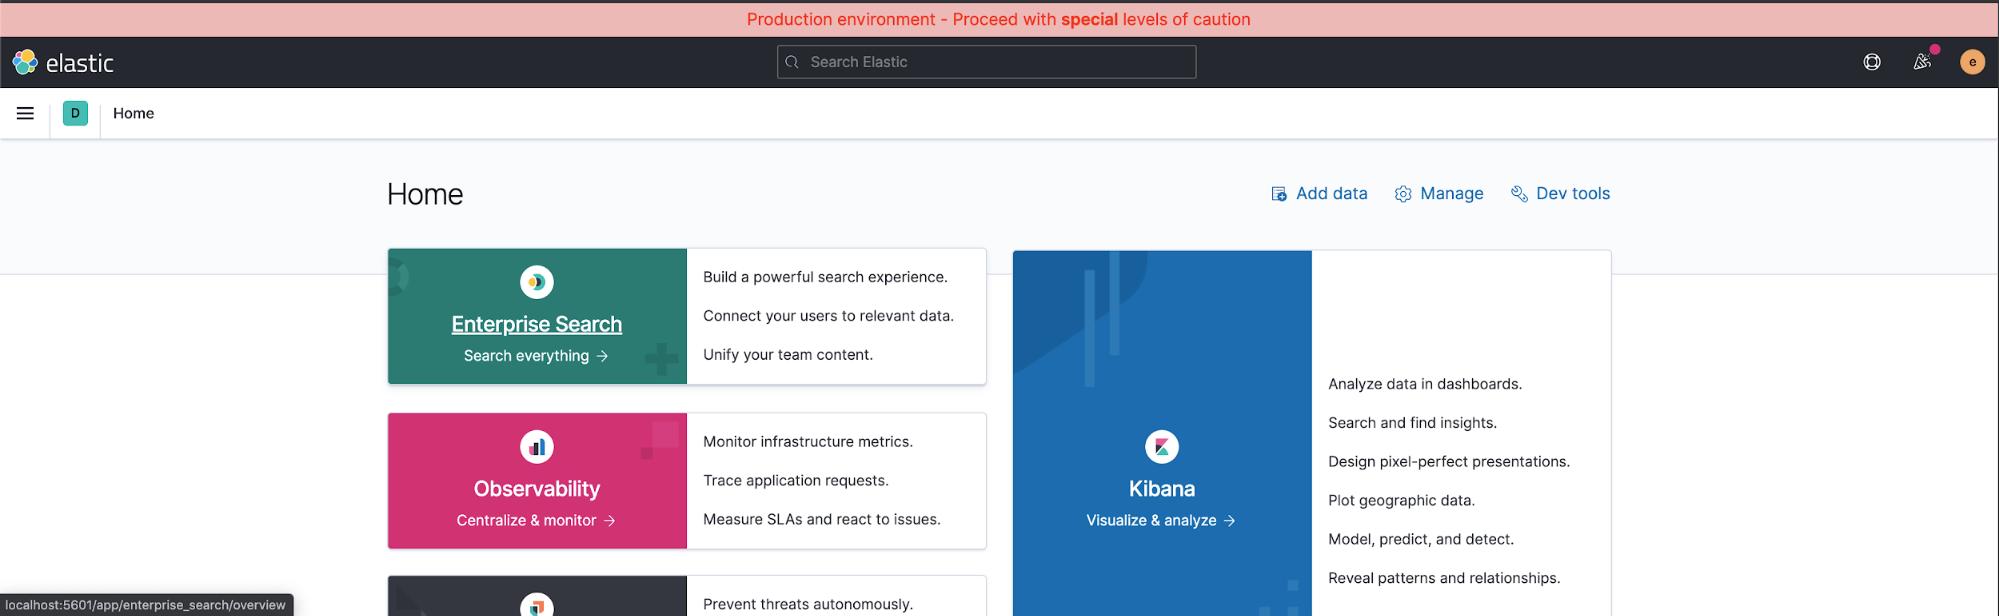 Production environment - Proceed with special levels of caution
elastic
Search Elastic
e
D
Home
Home
Add data
Manage
Dev tools
Enterprise Search
Search everything →
Build a powerful search experience.
Connect your users to relevant data.
Unify your team content.
Observability
Centralize & monitor →
Monitor infrastructure metrics.
Trace application requests.
Measure SLAs and react to issues.
Prevent threats autonomously.
Kibana
Visualize & analyze →
Analyze data in dashboards.
Search and find insights.
Design pixel-perfect presentations.
Plot geographic data.
Model, predict, and detect.
Reveal patterns and relationships.
localhost:5601/app/enterprise_search/overview